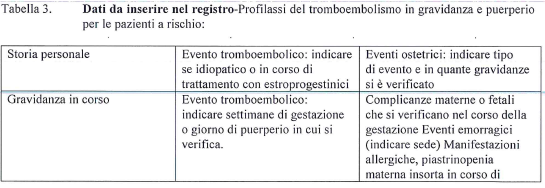 Tabella 3. Dati da inserire nel registro-Profilassi del tromboembolismo in gravidanza e puerperio
per le pazienti a rischio:
Storia personale
Evento tromboembolico: indicare
se idiopatico o in corso di
trattamento con estroprogestinici
Eventi ostetrici: indicare tipo
di evento e in quante gravidanze
si è verificato
Gravidanza in corso
Evento tromboembolico:
indicare settimane di gestazione
o giorno di puerperio in cui si
verifica.
Complicanze materne o fetali
che si verificano nel corso della
gestazione Eventi emorragici
(indicare sede) Manifestazioni
allergiche, piastrinopenia
materna insorta in corso di